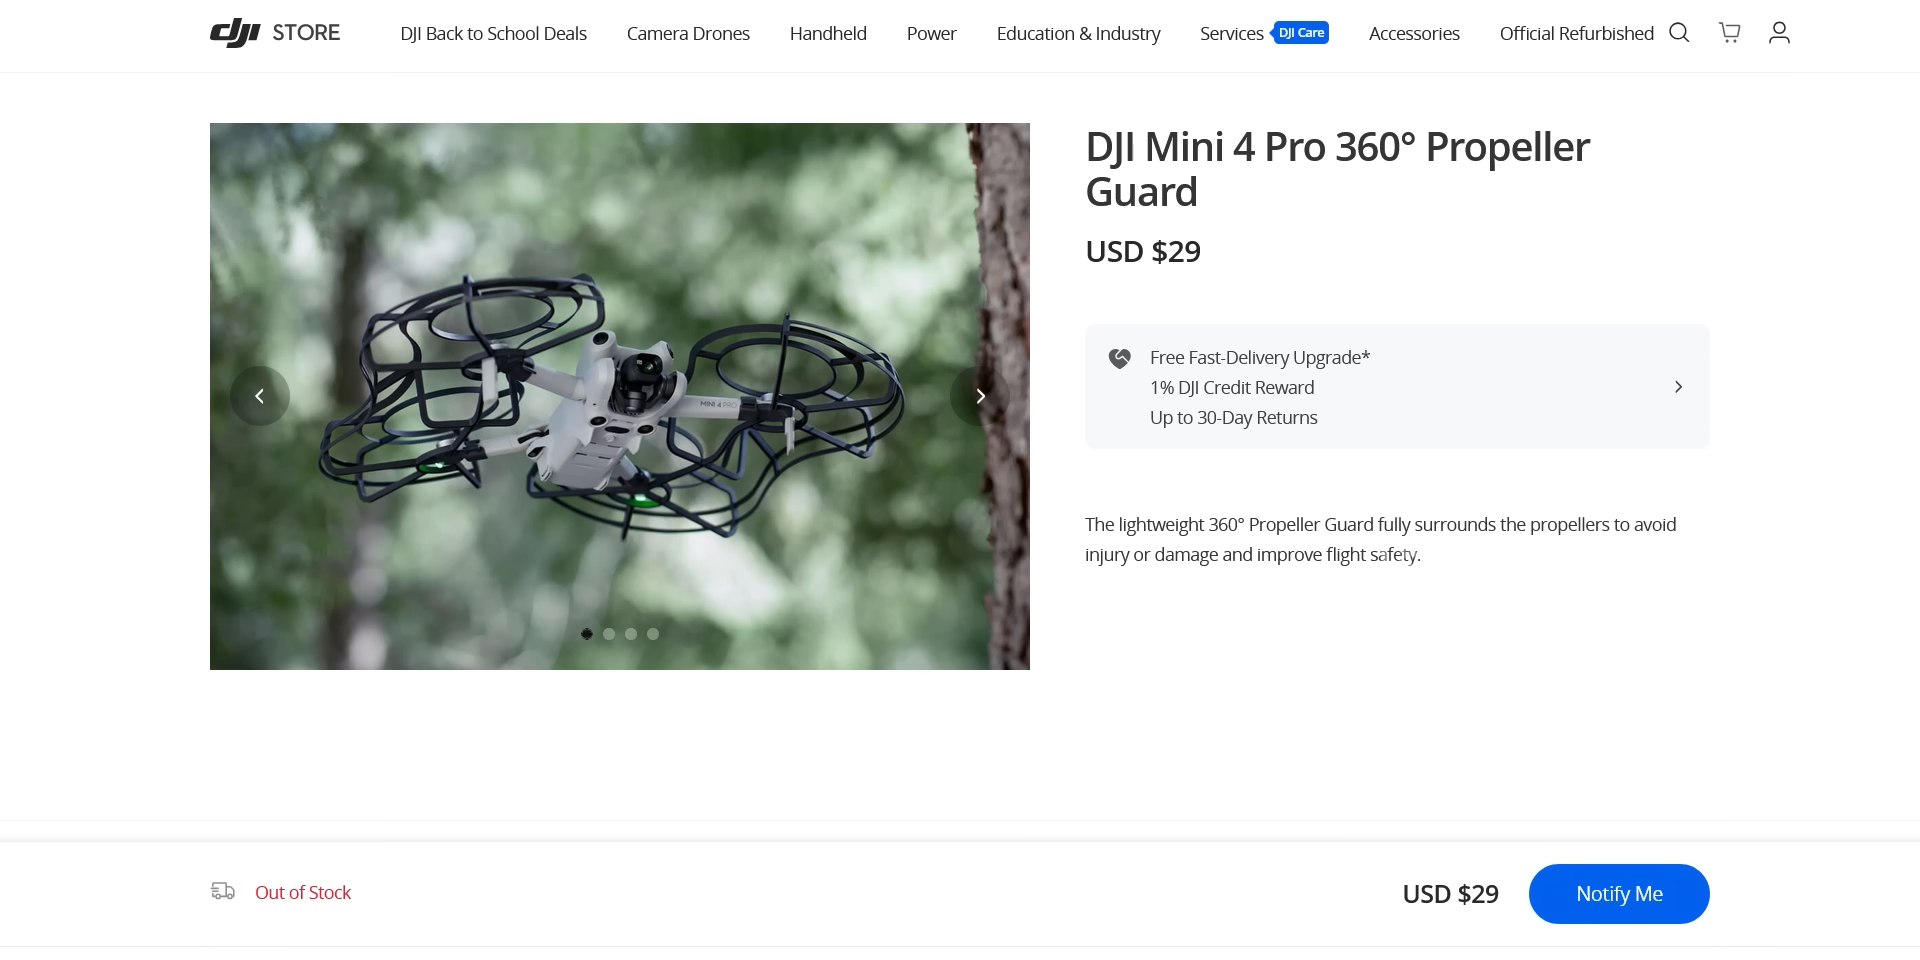 dji STORE
DJI Back to School Deals
Camera Drones
Handheld
Power
Education & Industry
Services
DJI Care
Accessories
Official Refurbished
DJI Mini 4 Pro 360° Propeller
Guard
USD $29
MINI 4 PRO
Free Fast-Delivery Upgrade*
1% DJI Credit Reward
Up to 30-Day Returns
The lightweight 360° Propeller Guard fully surrounds the propellers to avoid
injury or damage and improve flight safety.
Out of Stock
USD $29
Notify Me